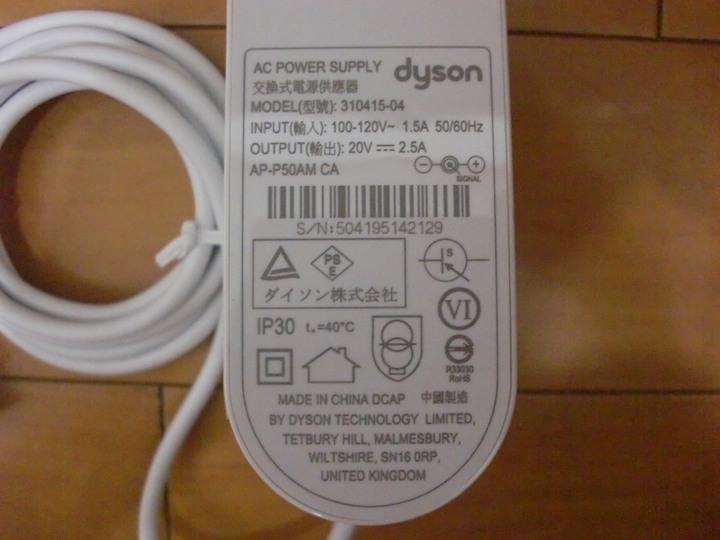 AC POWER SUPPLY dyson
交換式電源供應器
MODEL(型號): 310415-04
INPUT(輸入): 100-120V~ 1.5A 50/60Hz
OUTPUT(輸出): 20V ⎓ 2.5A
AP-P50AM CA
SIGNAL
S/N:504195142129
PS
E
S
ダイソン株式会社
VI
IP30 tₐ=40°C
R33030
RoHS
MADE IN CHINA DCAP 中國製造
BY DYSON TECHNOLOGY LIMITED,
TETBURY HILL, MALMESBURY,
WILTSHIRE, SN16 0RP,
UNITED KINGDOM